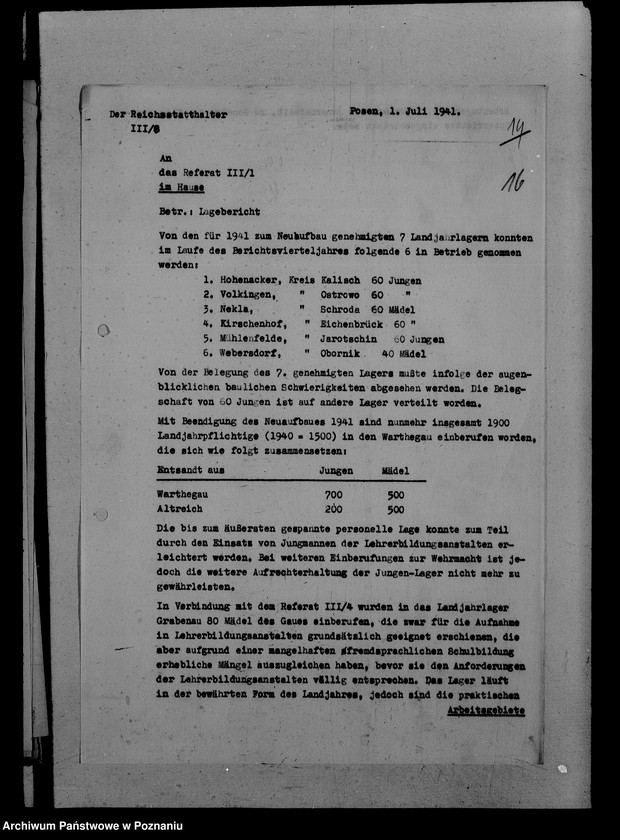 Der Reichsstatthalter
III/8
Posen, 1. Juli 1941.
14
16
An
das Referat III/1
im Hause
Betr.: Lagebericht
Von den für 1941 zum Neuaufbau genehmigten 7 Landjahrlagern konnten
im Laufe des Berichtsvierteljahres folgende 6 in Betrieb genommen
werden:
1. Hohenacker, Kreis Kalisch 60 Jungen
2. Volkingen, " Ostrowo 60 "
3. Nekla, " Schroda 60 Mädel
4. Kirschenhof, " Eichenbrück 60 "
5. Mühlenfelde, " Jarotschin 60 Jungen
6. Webersdorf, " Obornik 40 Mädel
Von der Belegung des 7. genehmigten Lagers mußte infolge der augen-
blicklichen baulichen Schwierigkeiten abgesehen werden. Die Beleg-
schaft von 60 Jungen ist auf andere Lager verteilt worden.
Mit Beendigung des Neuaufbaues 1941 sind nunmehr insgesamt 1900
Landjahrpflichtige (1940 = 1500) in den Warthegau einberufen worden,
die sich wie folgt zusammensetzen:
Entsandt aus Jungen Mädel
Warthegau 700 500
Altreich 200 500
Die bis zum äußersten gespannte personelle Lage konnte zum Teil
durch den Einsatz von Jungmannen der Lehrerbildungsanstalten er-
leichtert werden. Bei weiteren Einberufungen zur Wehrmacht ist je-
doch die weitere Aufrechterhaltung der Jungen-Lager nicht mehr zu
gewährleisten.
In Verbindung mit dem Referat III/4 wurden in das Landjahrlager
Grabenau 80 Mädel des Gaues einberufen, die zwar für die Aufnahme
in Lehrerbildungsanstalten grundsätzlich geeignet erschienen, die
aber aufgrund einer mangelhaften fremdsprachlichen Schulbildung
erhebliche Mängel auszugleichen haben, bevor sie den Anforderungen
der Lehrerbildungsanstalten völlig entsprechen. Das Lager läuft
in der bewährten Form des Landjahres, jedoch sind die praktischen
Arbeitsgebiete
Archiwum Państwowe w Poznaniu